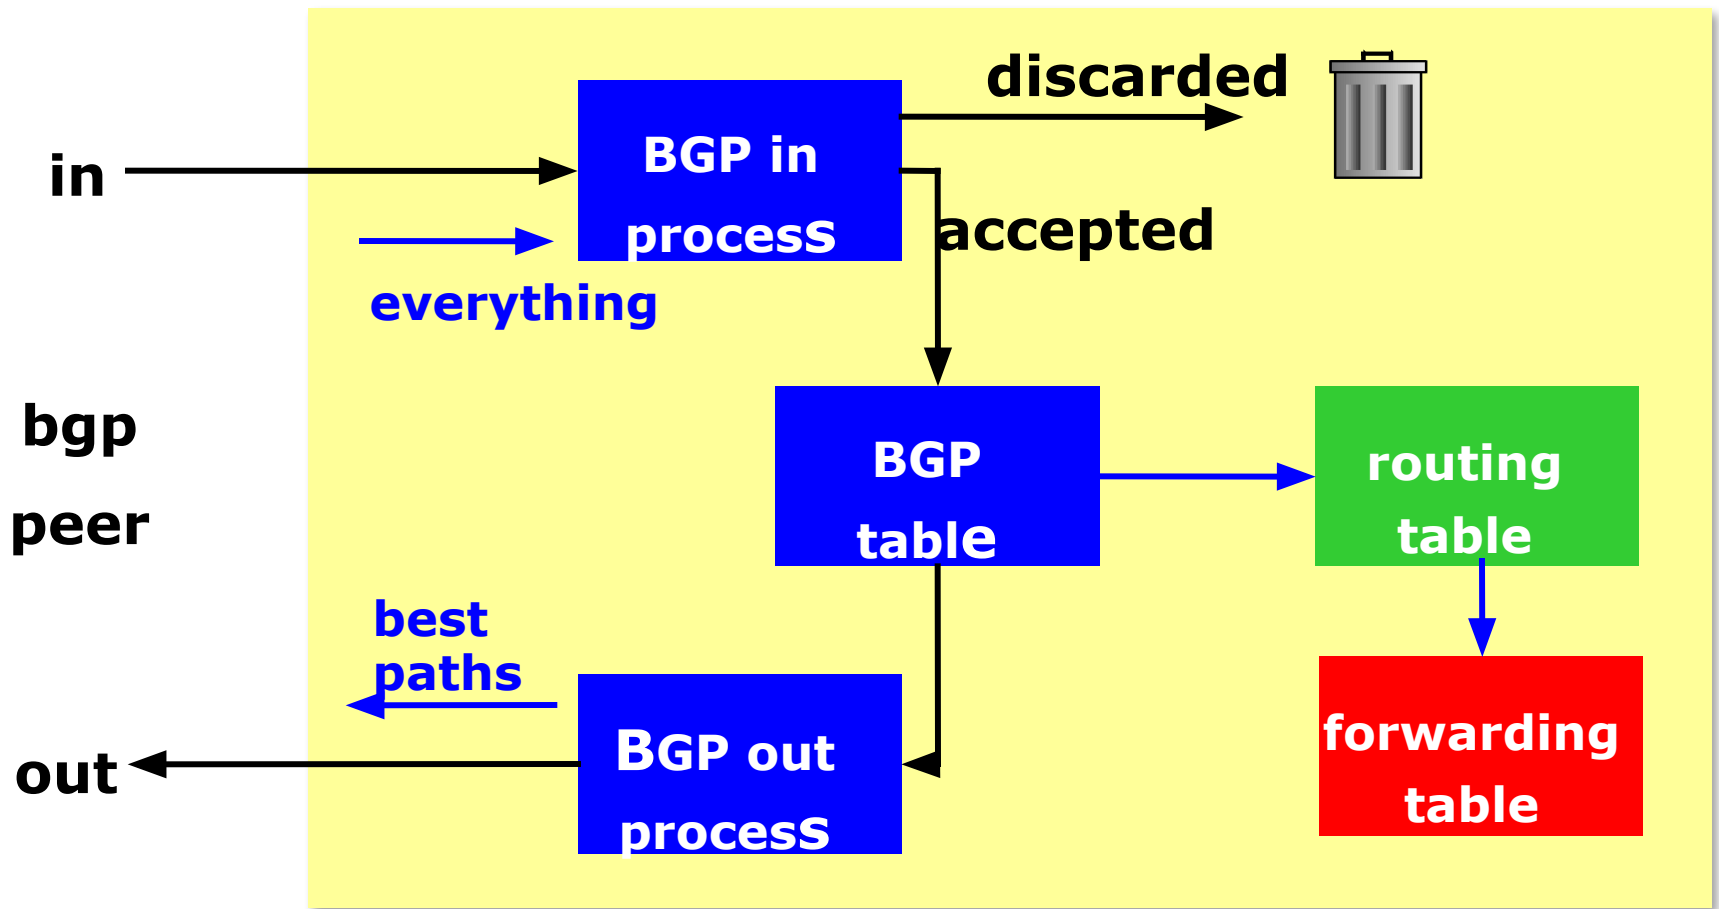 discarded
BGP in
process
in
accepted
everything
bgp
peer
BGP
table
routing
table
best
paths
BGP out
process
out
forwarding
table